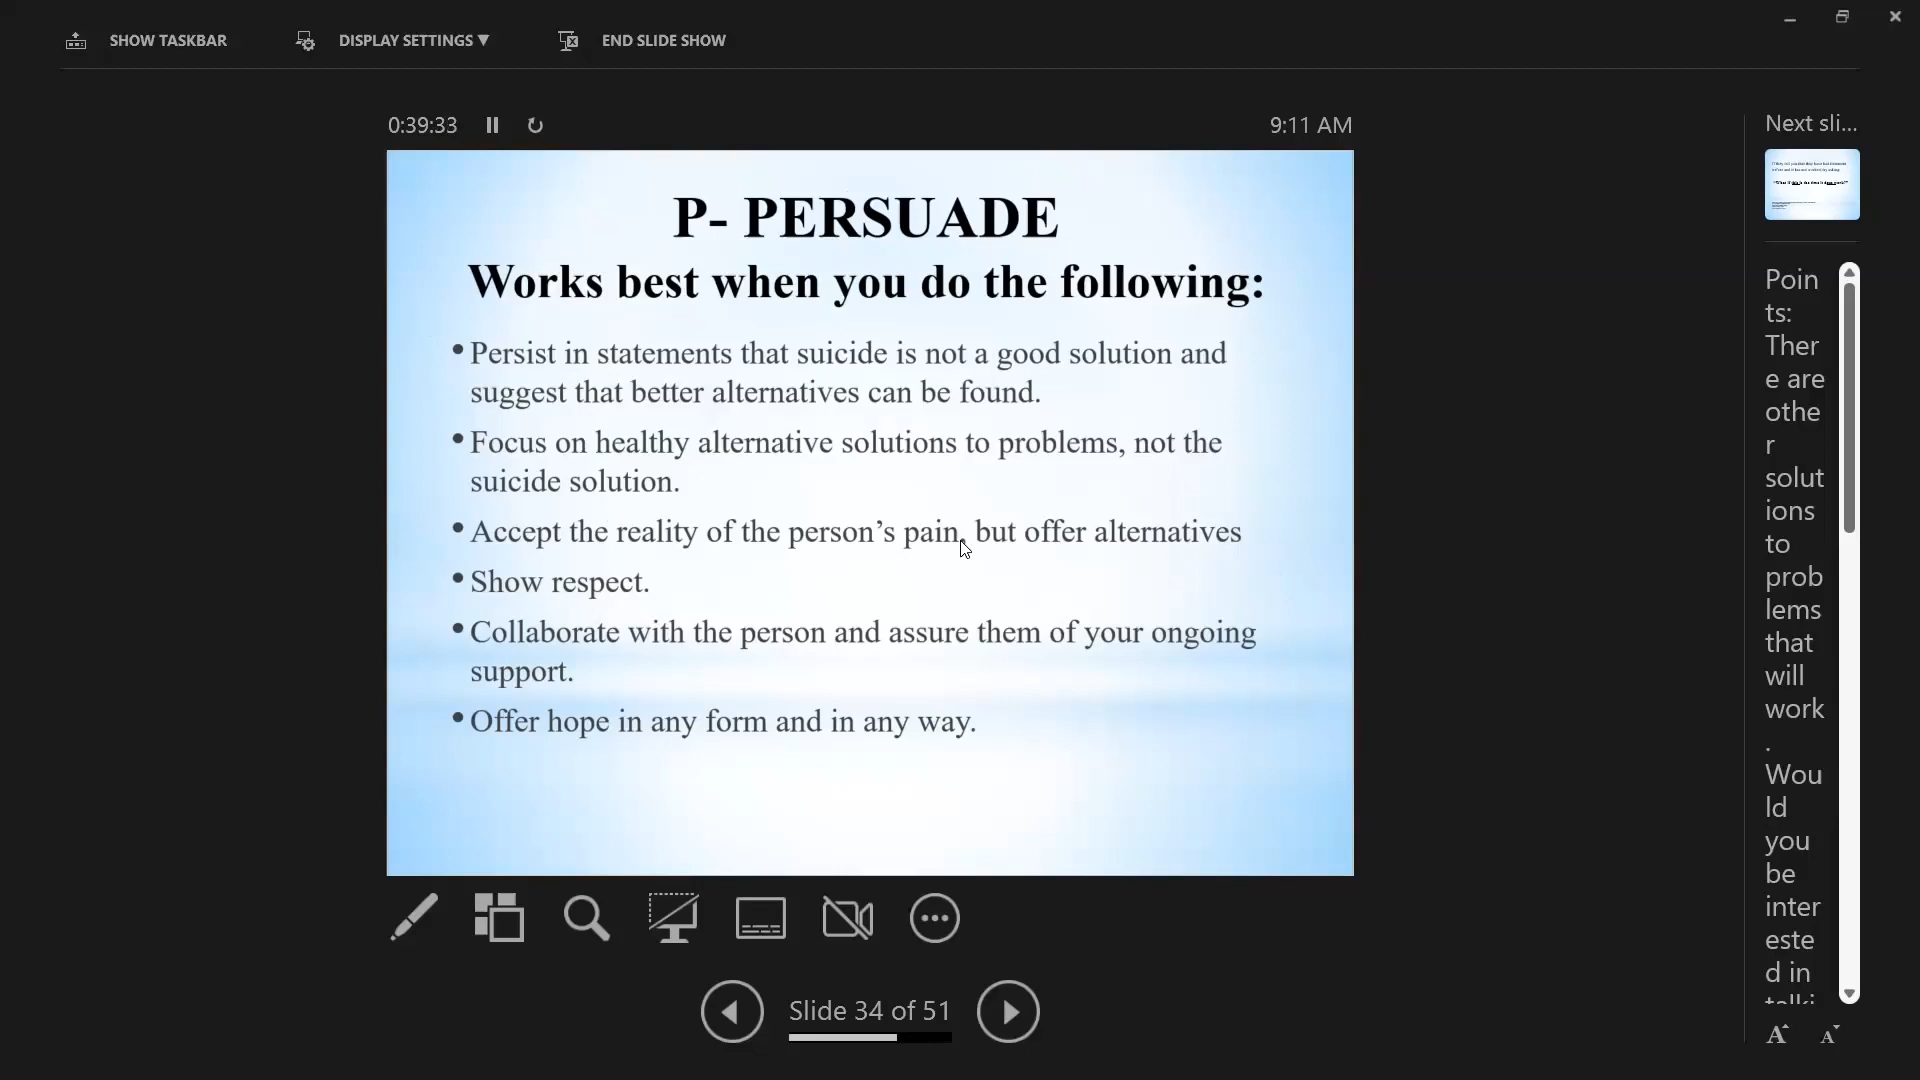 SHOW TASKBAR
DISPLAY SETTINGS ▼
END SLIDE SHOW
0:39:33
9:11 AM
Next sli...
P- PERSUADE
Works best when you do the following:
• Persist in statements that suicide is not a good solution and
suggest that better alternatives can be found.
• Focus on healthy alternative solutions to problems, not the
suicide solution.
• Accept the reality of the person’s pain, but offer alternatives
• Show respect.
• Collaborate with the person and assure them of your ongoing
support.
• Offer hope in any form and in any way.
Slide 34 of 51
Poin
ts:
Ther
e are
othe
r
solut
ions
to
prob
lems
that
will
work
.
Wou
ld
you
be
inter
este
d in
talki
A
A